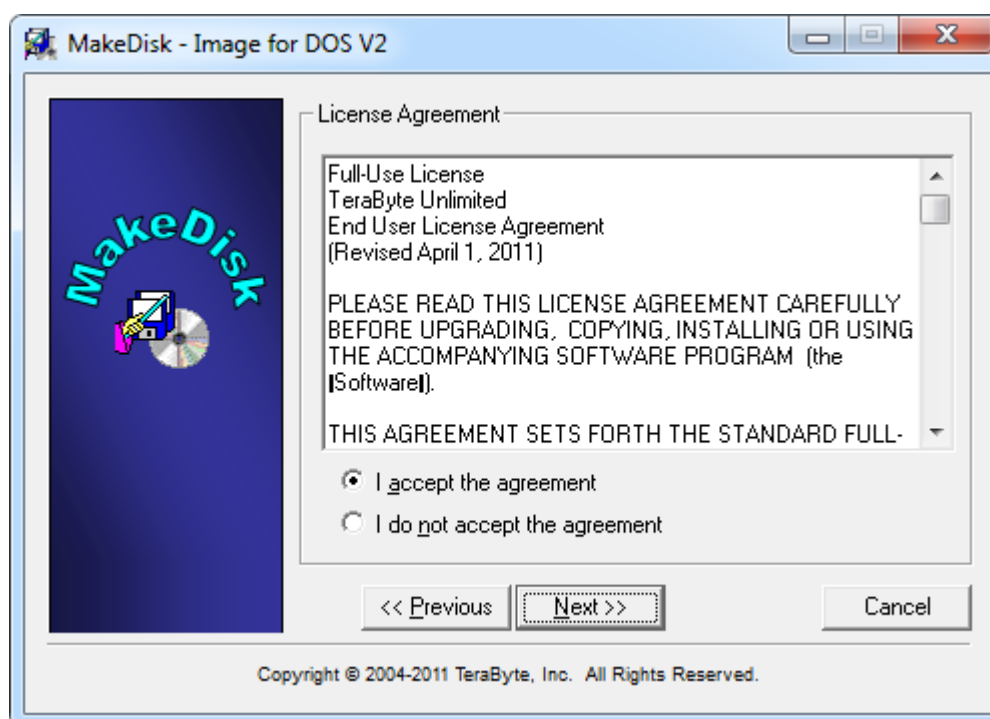 MakeDisk - Image for DOS V2
MakeDisk
License Agreement
Full-Use License
TeraByte Unlimited
End User License Agreement
(Revised April 1, 2011)
PLEASE READ THIS LICENSE AGREEMENT CAREFULLY
BEFORE UPGRADING,  COPYING, INSTALLING OR USING
THE ACCOMPANYING SOFTWARE PROGRAM  (the
❙Software❙).
THIS AGREEMENT SETS FORTH THE STANDARD FULL-
I accept the agreement
I do not accept the agreement
<< Previous
Next >>
Cancel
Copyright © 2004-2011 TeraByte, Inc.  All Rights Reserved.